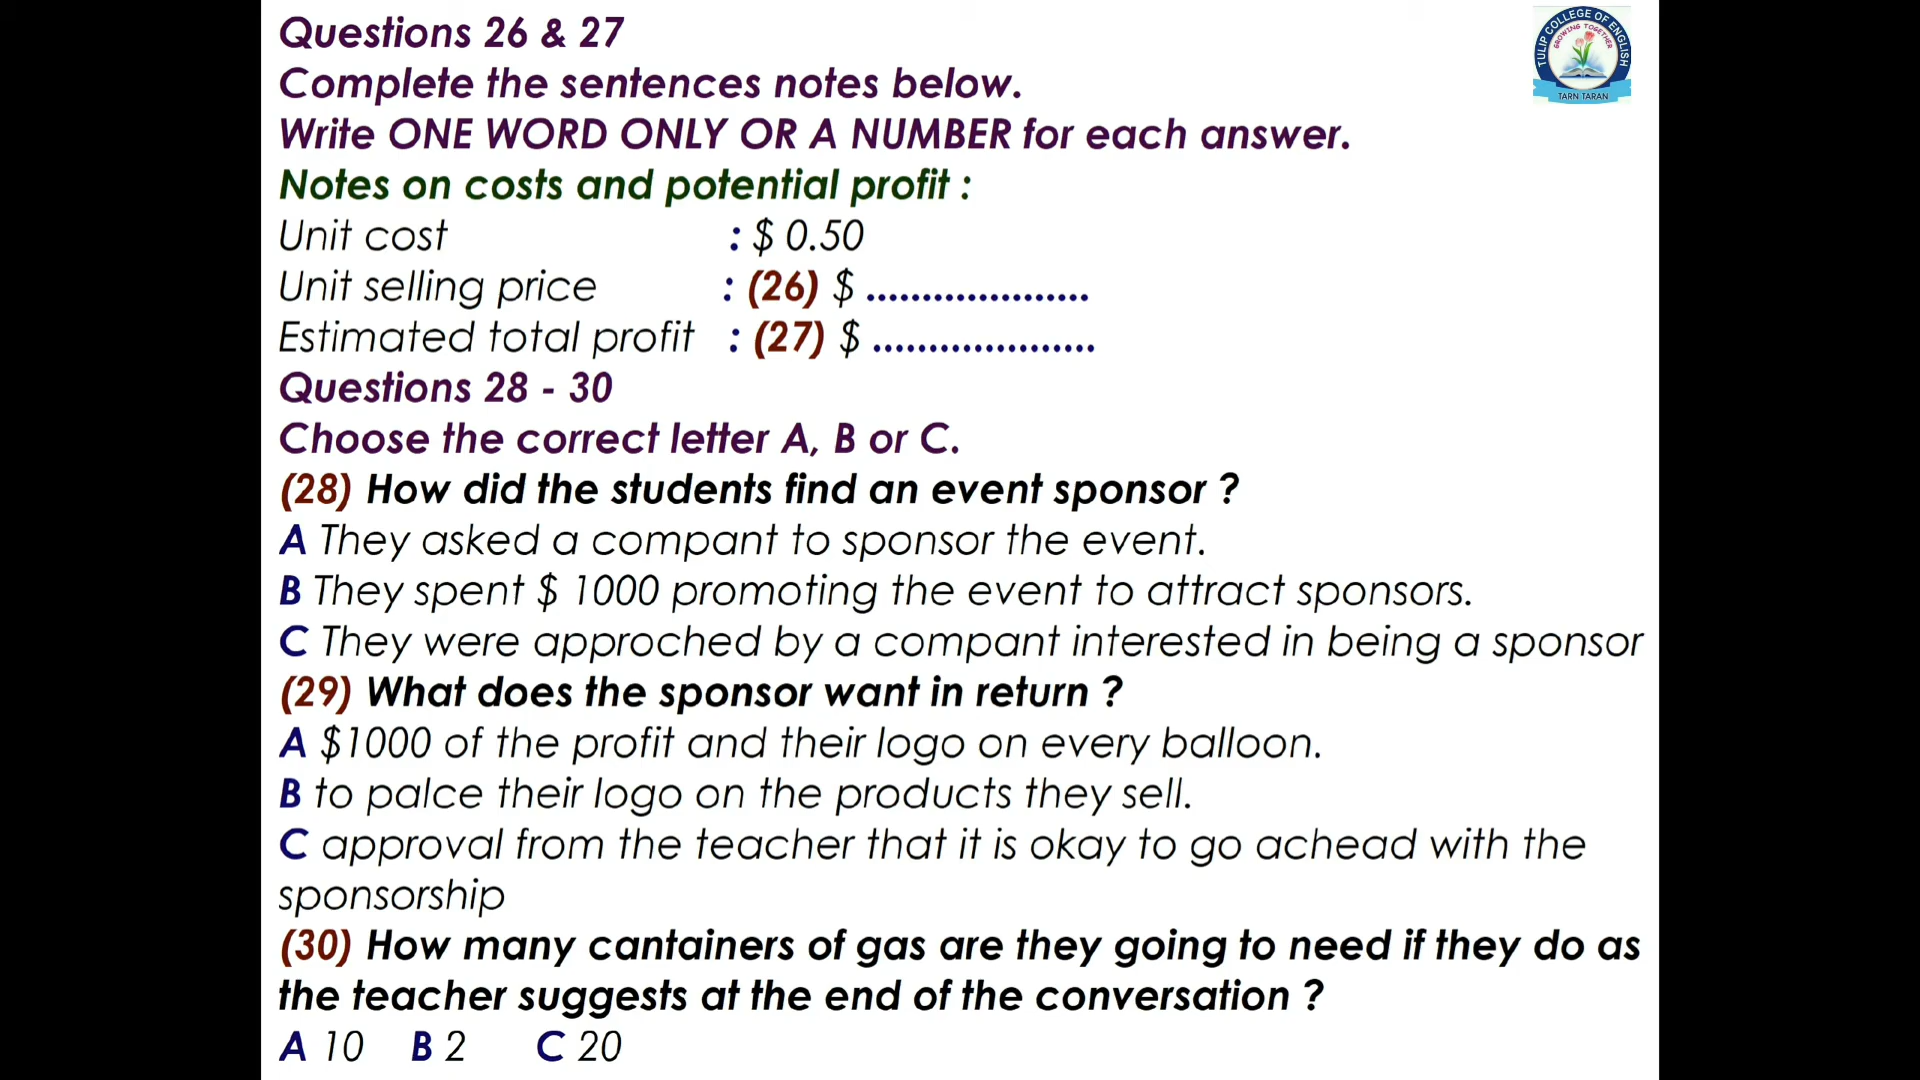 Questions 26 & 27
Complete the sentences notes below.
Write ONE WORD ONLY OR A NUMBER for each answer.
Notes on costs and potential profit :
Unit cost : $ 0.50
Unit selling price : (26) $ ....................
Estimated total profit : (27) $ ....................
Questions 28 - 30
Choose the correct letter A, B or C.
(28) How did the students find an event sponsor ?
A They asked a compant to sponsor the event.
B They spent $ 1000 promoting the event to attract sponsors.
C They were approched by a compant interested in being a sponsor
(29) What does the sponsor want in return ?
A $1000 of the profit and their logo on every balloon.
B to palce their logo on the products they sell.
C approval from the teacher that it is okay to go achead with the
sponsorship
(30) How many cantainers of gas are they going to need if they do as
the teacher suggests at the end of the conversation ?
A 10 B 2 C 20
TULIP COLLEGE OF ENGLISH
GROWING TOGETHER
TARN TARAN